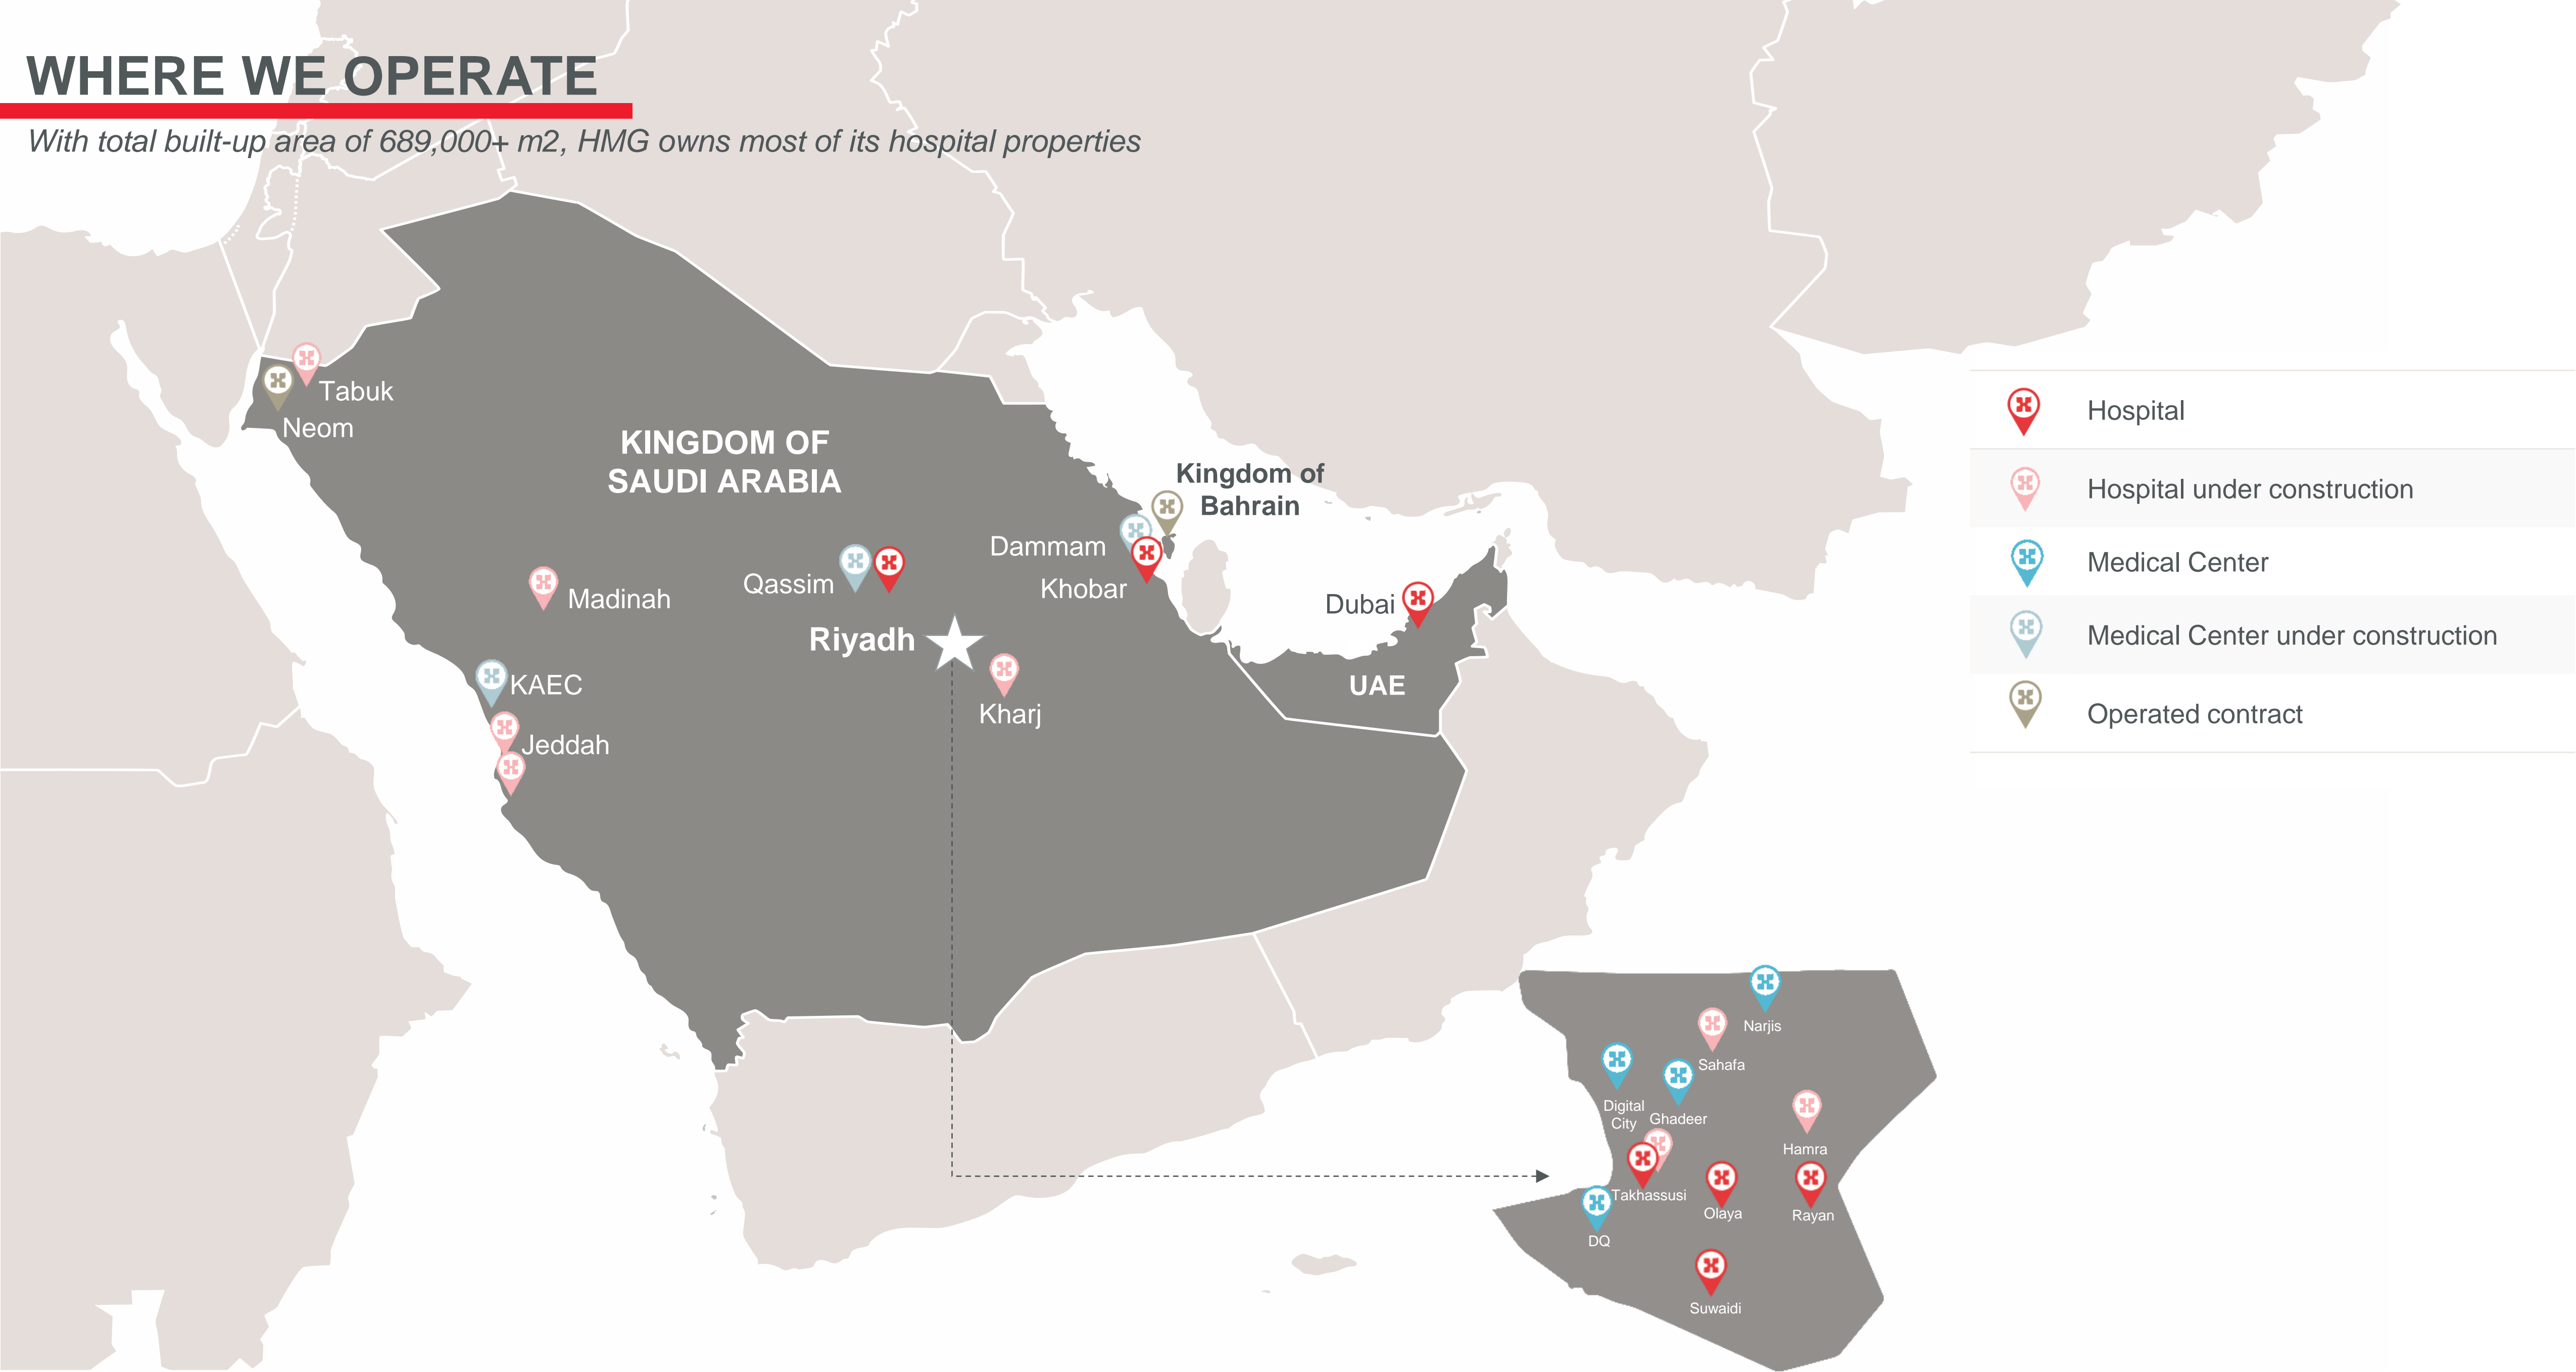 WHERE WE OPERATE
With total built-up area of 689,000+ m2, HMG owns most of its hospital properties
Tabuk
Neom
KINGDOM OF
SAUDI ARABIA
Kingdom of
Bahrain
Dammam
Khobar
Qassim
Madinah
Dubai
Riyadh
KAEC
UAE
Kharj
Jeddah
Hospital
Hospital under construction
Medical Center
Medical Center under construction
Operated contract
Narjis
Sahafa
Digital
City
Ghadeer
Hamra
Takhassusi
Olaya
Rayan
DQ
Suwaidi